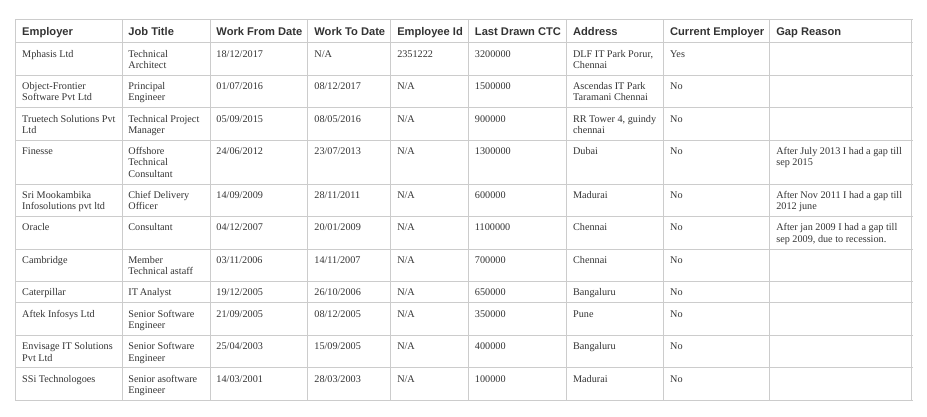 Employer Job Title Work From Date Work To Date Employee Id Last Drawn CTC Address Current Employer Gap Reason
Mphasis Ltd Technical 18/12/2017 N/A 2351222 3200000 DLF IT Park Porur, Yes
Architect Chennai
Object-Frontier Principal 01/07/2016 08/12/2017 N/A 1500000 Ascendas IT Park No
Software Pvt Ltd Engineer Taramani Chennai
Truetech Solutions Pvt Technical Project 05/09/2015 08/05/2016 N/A 900000 RR Tower 4, guindy No
Ltd Manager chennai
Finesse Offshore 24/06/2012 23/07/2013 N/A 1300000 Dubai No After July 2013 I had a gap till
Technical sep 2015
Consultant
Sri Mookambika Chief Delivery 14/09/2009 28/11/2011 N/A 600000 Madurai No After Nov 2011 I had a gap till
Infosolutions pvt ltd Officer 2012 june
Oracle Consultant 04/12/2007 20/01/2009 N/A 1100000 Chennai No After jan 2009 I had a gap till
sep 2009, due to recession.
Cambridge Member 03/11/2006 14/11/2007 N/A 700000 Chennai No
Technical astaff
Caterpillar IT Analyst 19/12/2005 26/10/2006 N/A 650000 Bangaluru No
Aftek Infosys Ltd Senior Software 21/09/2005 08/12/2005 N/A 350000 Pune No
Engineer
Envisage IT Solutions Senior Software 25/04/2003 15/09/2005 N/A 400000 Bangaluru No
Pvt Ltd Engineer
SSi Technologoes Senior asoftware 14/03/2001 28/03/2003 N/A 100000 Madurai No
Engineer